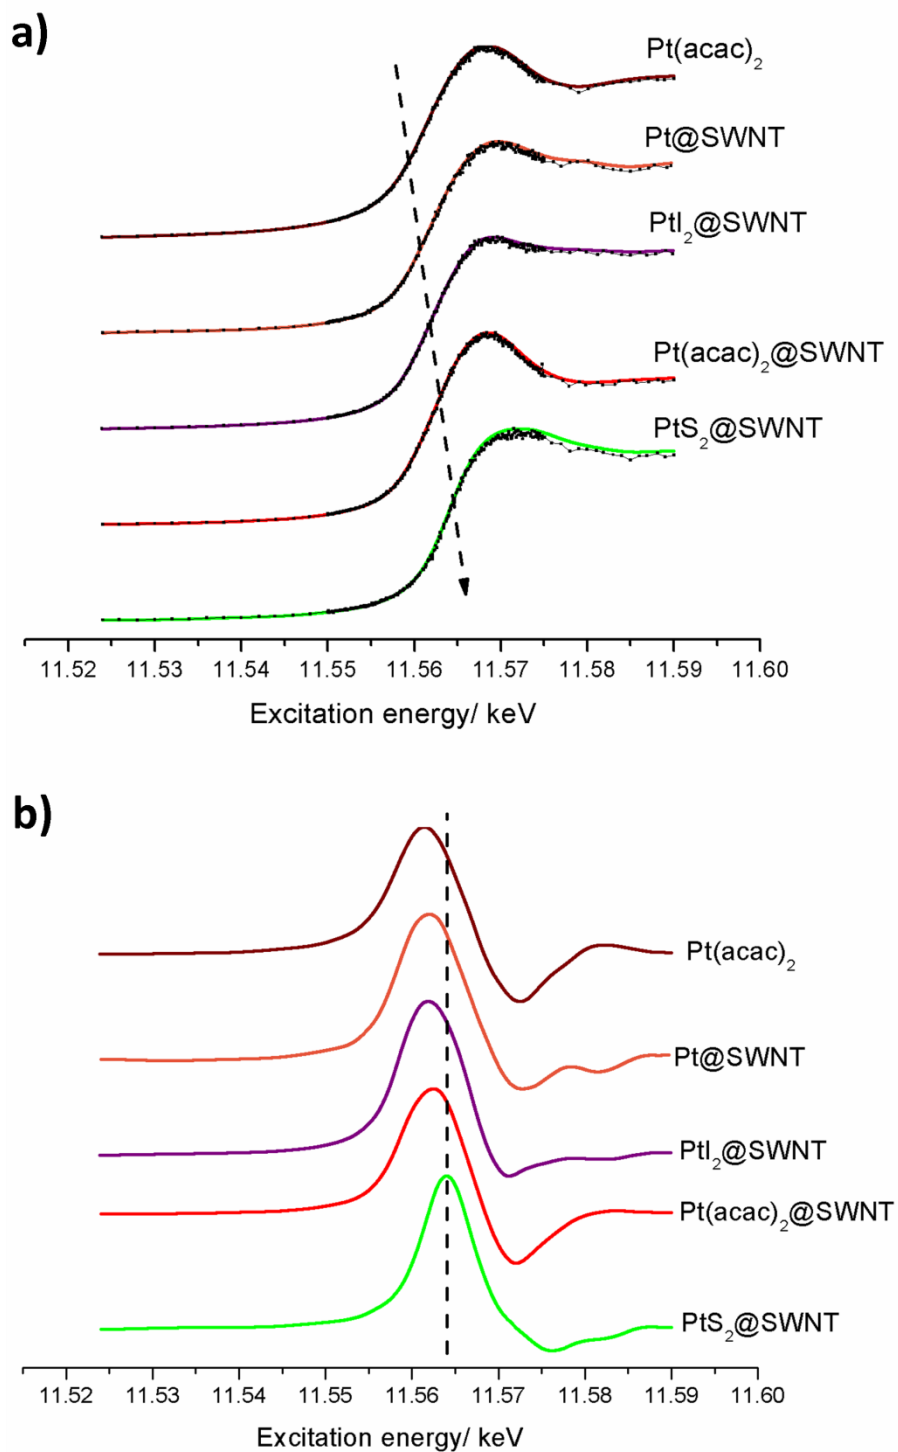 a)
Pt(acac)₂
Pt@SWNT
PtI₂@SWNT
Pt(acac)₂@SWNT
PtS₂@SWNT
11.52 11.53 11.54 11.55 11.56 11.57 11.58 11.59 11.60
Excitation energy/ keV
b)
Pt(acac)₂
Pt@SWNT
PtI₂@SWNT
Pt(acac)₂@SWNT
PtS₂@SWNT
11.52 11.53 11.54 11.55 11.56 11.57 11.58 11.59 11.60
Excitation energy/ keV